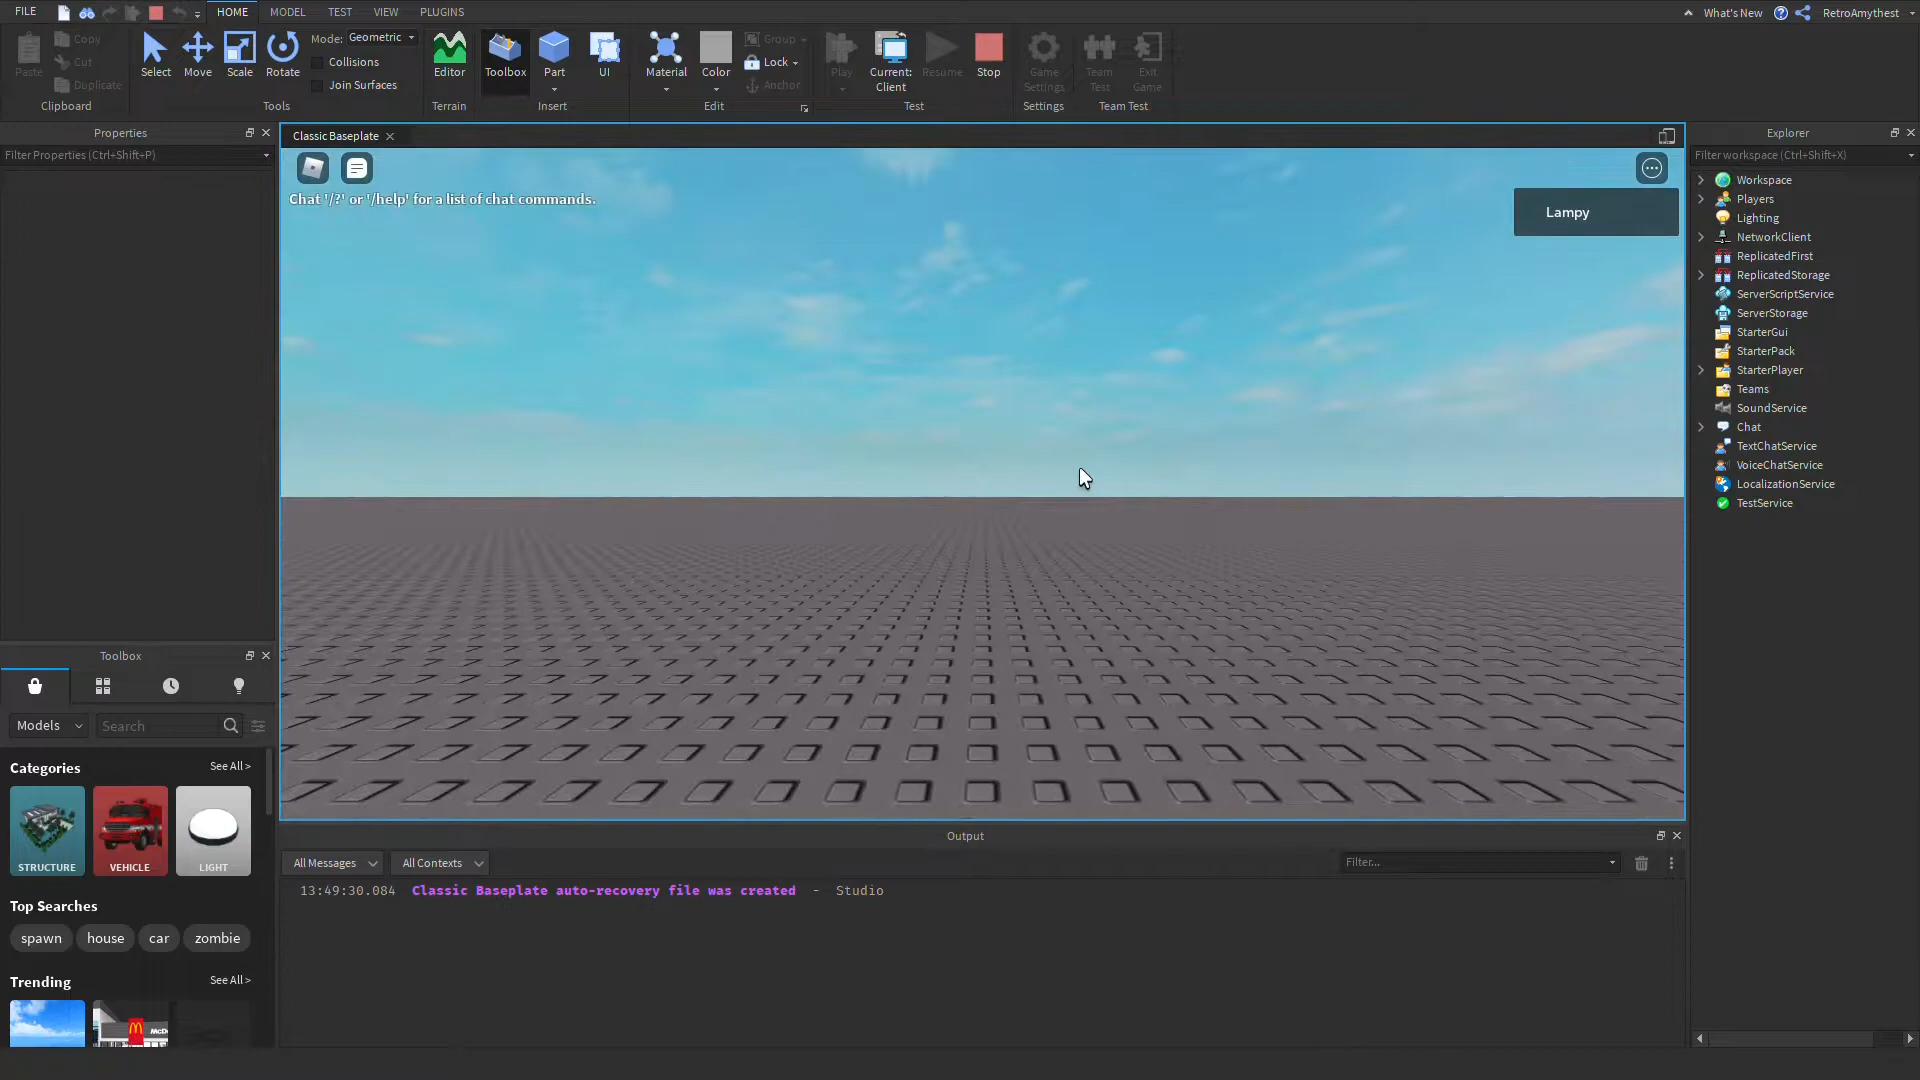 FILE
HOME
MODEL
TEST
VIEW
PLUGINS
What's New
RetroAmythest
Paste
Copy
Cut
Duplicate
Clipboard
Select
Move
Scale
Rotate
Mode: Geometric
Collisions
Join Surfaces
Tools
Editor
Terrain
Toolbox
Part
UI
Insert
Material
Color
Group
Lock
Anchor
Edit
Play
Current:
Client
Resume
Stop
Test
Game
Settings
Settings
Team
Test
Exit
Game
Team Test
Properties
Filter Properties (Ctrl+Shift+P)
Classic Baseplate
Chat '/?' or '/help' for a list of chat commands.
Lampy
Explorer
Filter workspace (Ctrl+Shift+X)
Workspace
Players
Lighting
NetworkClient
ReplicatedFirst
ReplicatedStorage
ServerScriptService
ServerStorage
StarterGui
StarterPack
StarterPlayer
Teams
SoundService
Chat
TextChatService
VoiceChatService
LocalizationService
TestService
Toolbox
Models
Search
Categories
See All >
STRUCTURE
VEHICLE
LIGHT
Top Searches
spawn
house
car
zombie
Trending
See All >
McD
Output
All Messages
All Contexts
Filter...
13:49:30.084 Classic Baseplate auto-recovery file was created - Studio